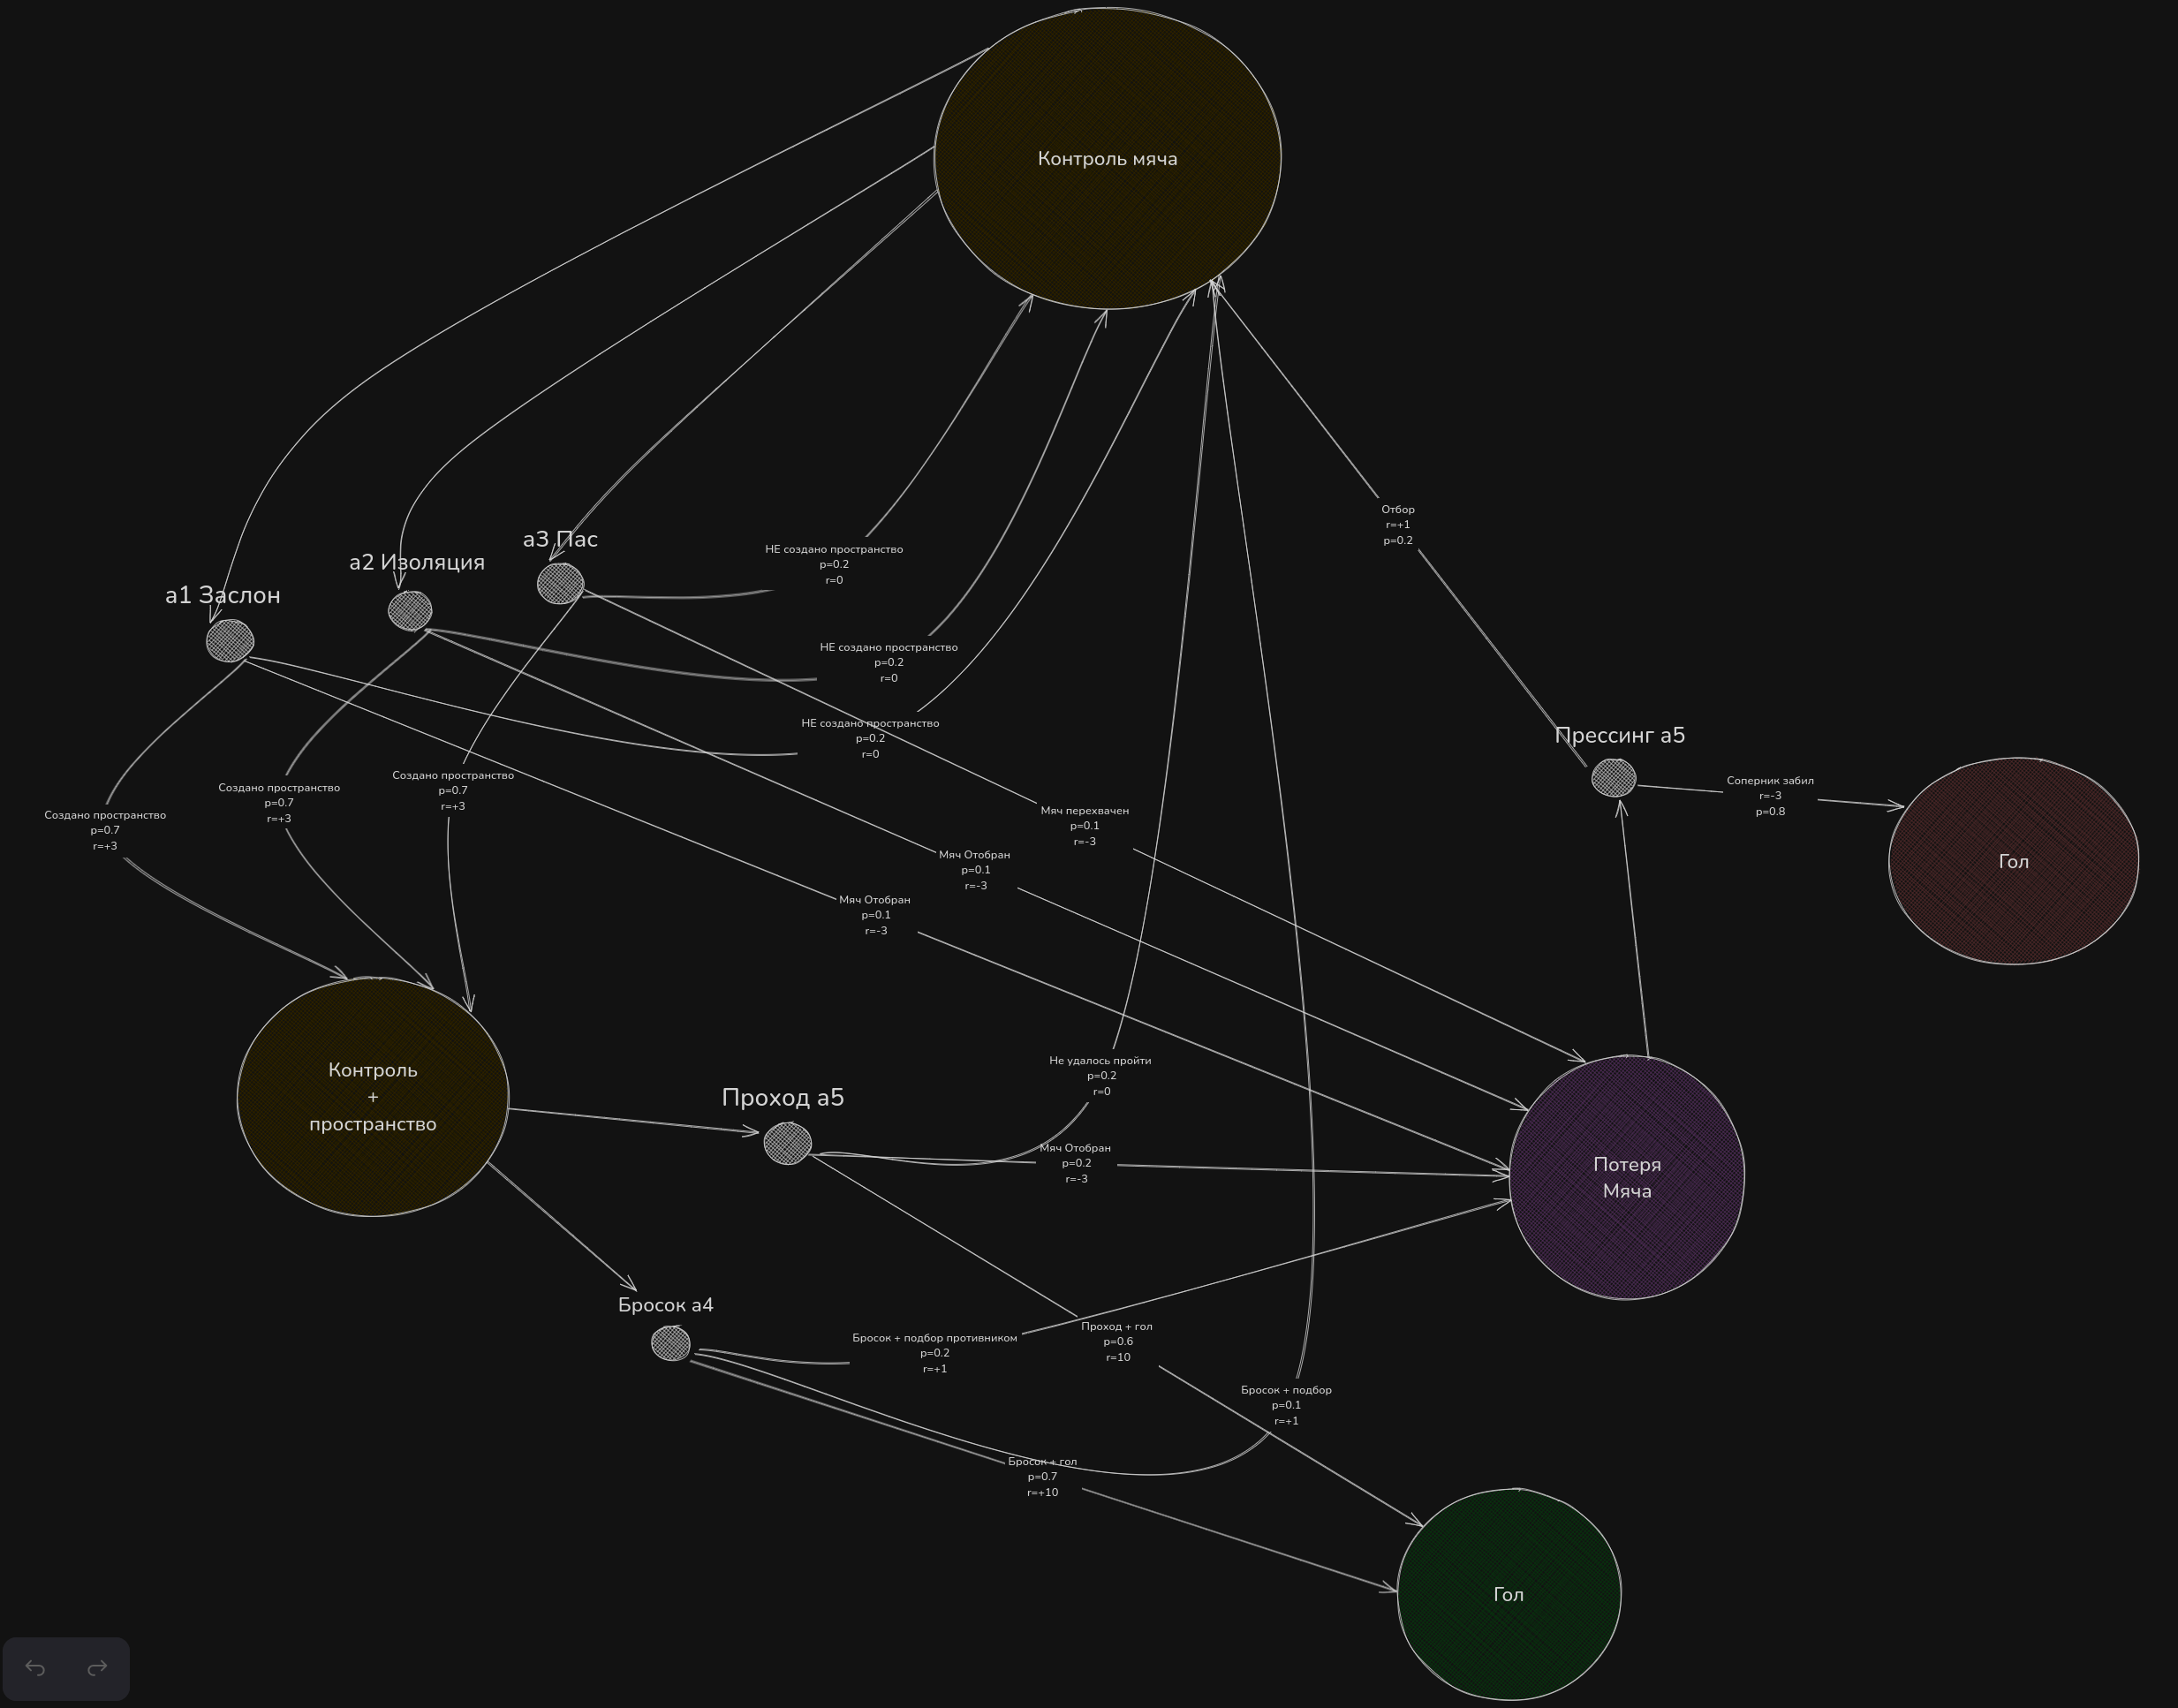 Контроль мяча
Отбор
r=+1
p=0.2
а3 Пас
НЕ создано пространство
p=0.2
r=0
а2 Изоляция
а1 Заслон
НЕ создано пространство
p=0.2
r=0
НЕ создано пространство
p=0.2
r=0
Прессинг а5
Соперник забил
r=-3
p=0.8
Гол
Создано пространство
p=0.7
r=+3
Создано пространство
p=0.7
r=+3
Создано пространство
p=0.7
r=+3
Мяч перехвачен
p=0.1
r=-3
Мяч Отобран
p=0.1
r=-3
Мяч Отобран
p=0.1
r=-3
Контроль
+
пространство
Не удалось пройти
p=0.2
r=0
Проход а5
Мяч Отобран
p=0.2
r=-3
Потеря
Мяча
Бросок а4
Бросок + подбор противником
p=0.2
r=+1
Проход + гол
p=0.6
r=10
Бросок + подбор
p=0.1
r=+1
Бросок + гол
p=0.7
r=+10
Гол